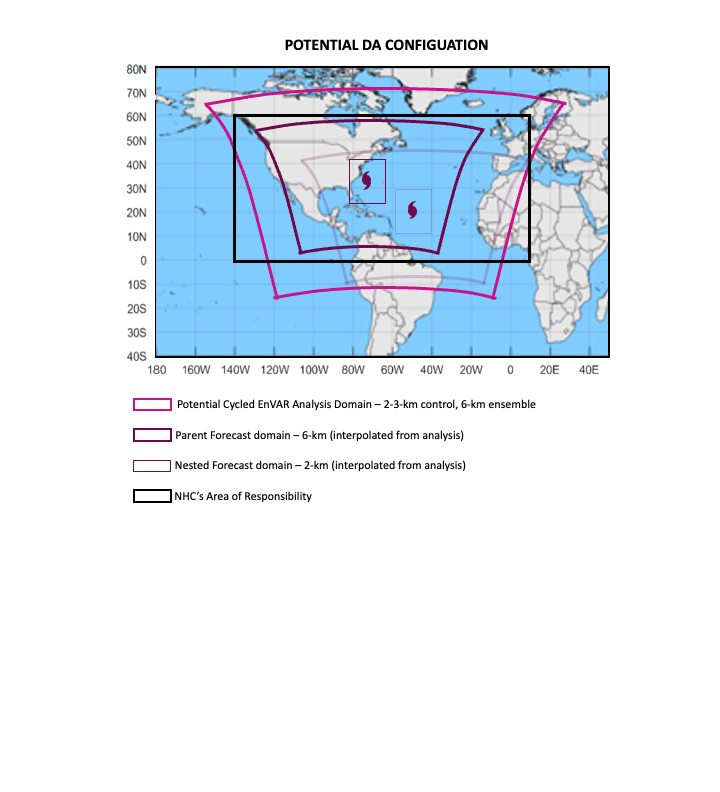 POTENTIAL DA CONFIGUATION
80N
70N
60N
50N
40N
30N
20N
10N
0
10S
20S
30S
40S
180 160W 140W 120W 100W 80W 60W 40W 20W 0 20E 40E
Potential Cycled EnVAR Analysis Domain – 2-3-km control, 6-km ensemble
Parent Forecast domain – 6-km (interpolated from analysis)
Nested Forecast domain – 2-km (interpolated from analysis)
NHC's Area of Responsibility